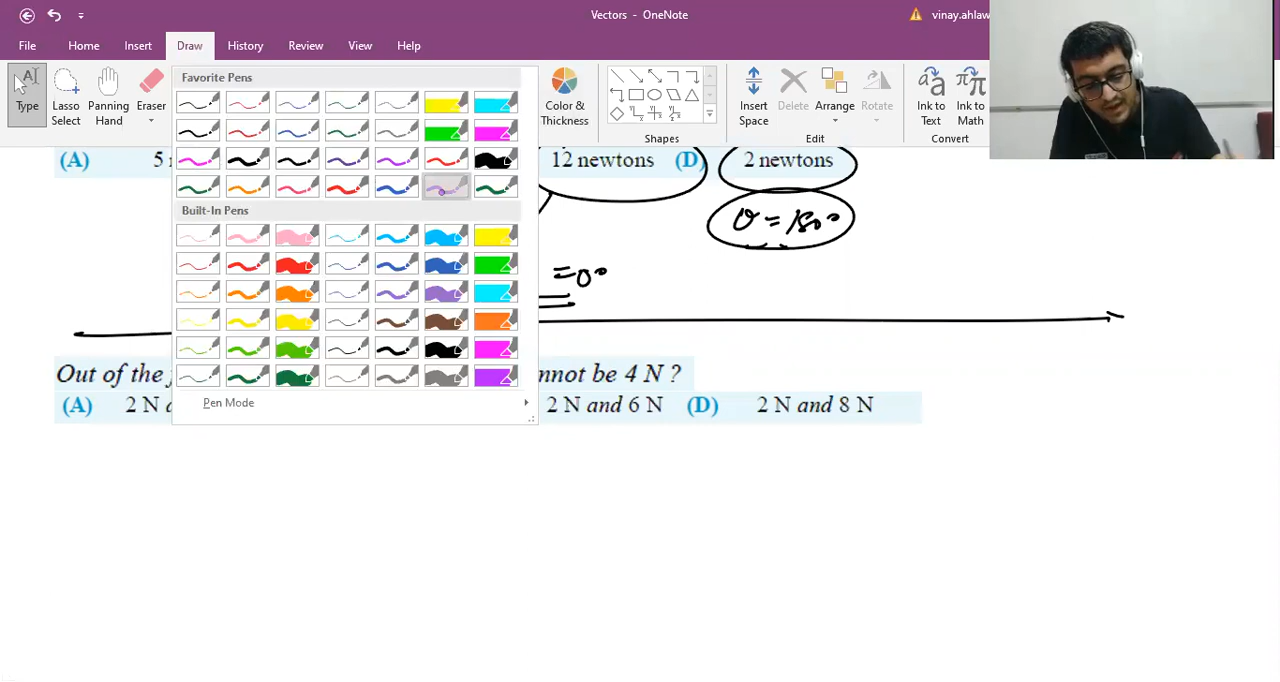 Vectors - OneNote
vinay.ahlaw
File Home Insert Draw History Review View Help
Type
Lasso Select
Panning Hand
Eraser
Favorite Pens
Built-In Pens
Pen Mode
Color & Thickness
Shapes
Insert Space
Delete
Arrange
Rotate
Edit
Ink to Text
Ink to Math
Convert
(A) 5 12 newtons (D) 2 newtons
θ = 180°
= 0°
Out of the nnot be 4 N ?
(A) 2 N 2 N and 6 N (D) 2 N and 8 N